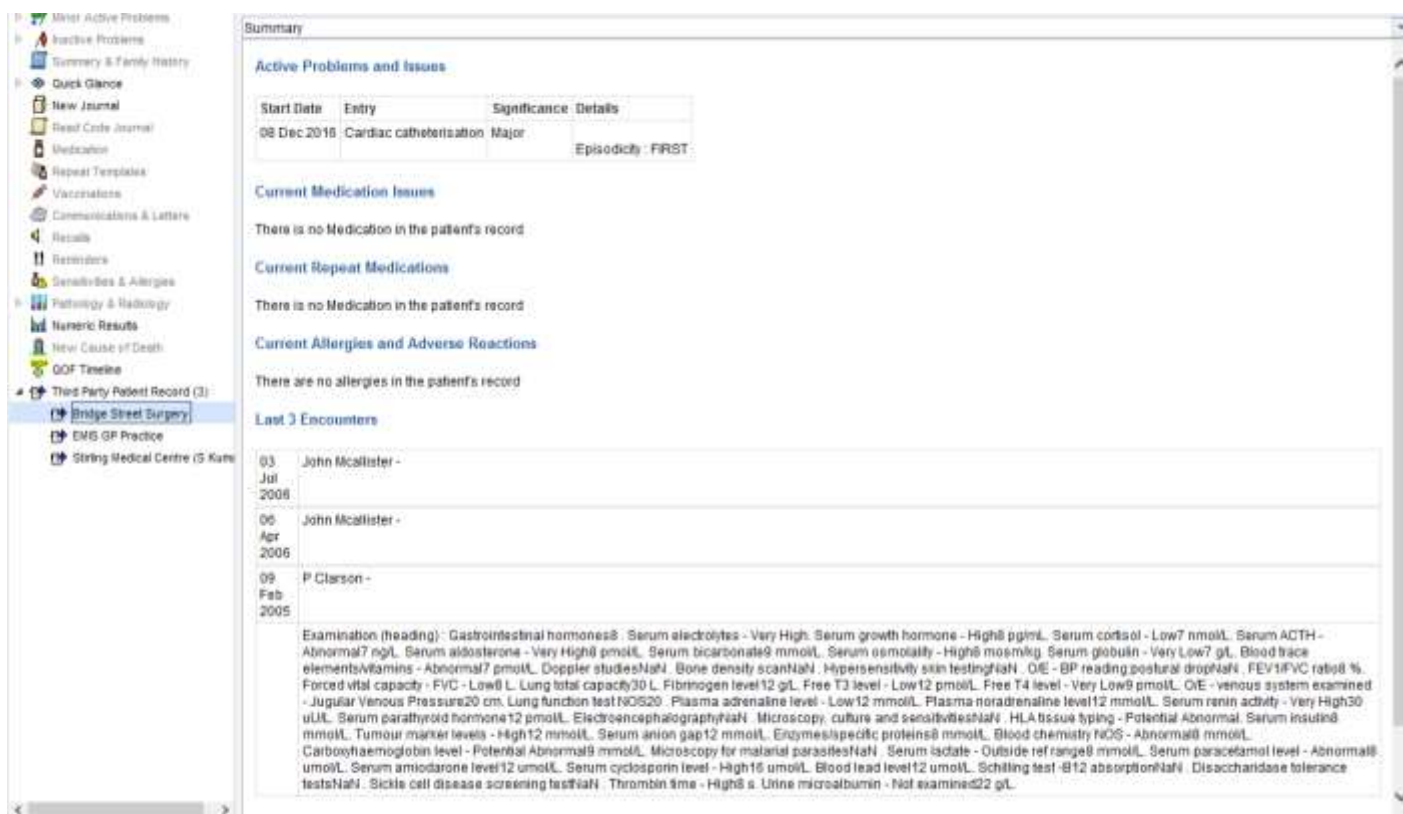 Minor Active Problems
Inactive Problems
Summary & Family History
Quick Glance
New Journal
Read Code Journal
Medication
Repeat Templates
Vaccinations
Communications & Letters
Recalls
Reminders
Sensitivities & Allergies
Pathology & Radiology
Numeric Results
New Cause of Death
QOF Timeline
Third Party Patient Record (3)
Bridge Street Surgery
EMIS GP Practice
Stirling Medical Centre (S Kuma
Summary
Active Problems and Issues
Start Date Entry Significance Details
08 Dec 2016 Cardiac catheterisation Major
Episodicity : FIRST
Current Medication Issues
There is no Medication in the patient's record
Current Repeat Medications
There is no Medication in the patient's record
Current Allergies and Adverse Reactions
There are no allergies in the patient's record
Last 3 Encounters
03 John Mcallister -
Jul
2006
06 John Mcallister -
Apr
2006
09 P Clarson -
Feb
2005
Examination (heading) : Gastrointestinal hormones8 . Serum electrolytes - Very High. Serum growth hormone - High8 pg/mL. Serum cortisol - Low7 nmol/L. Serum ACTH -
Abnormal7 ng/L. Serum aldosterone - Very High8 pmol/L. Serum bicarbonate9 mmol/L. Serum osmolality - High8 mosm/kg. Serum globulin - Very Low7 g/L. Blood trace
elements/vitamins - Abnormal7 pmol/L. Doppler studiesNaN . Bone density scanNaN . Hypersensitivity skin testingNaN . O/E - BP reading:postural dropNaN . FEV1/FVC ratio8 %.
Forced vital capacity - FVC - Low8 L. Lung total capacity30 L. Fibrinogen level12 g/L. Free T3 level - Low12 pmol/L. Free T4 level - Very Low9 pmol/L. O/E - venous system examined
- Jugular Venous Pressure20 cm. Lung function test NOS20 . Plasma adrenaline level - Low12 mmol/L. Plasma noradrenaline level12 mmol/L. Serum renin activity - Very High30
uU/L. Serum parathyroid hormone12 pmol/L. ElectroencephalographyNaN . Microscopy, culture and sensitivitiesNaN . HLA tissue typing - Potential Abnormal. Serum insulin8
mmol/L. Tumour marker levels - High12 mmol/L. Serum anion gap12 mmol/L. Enzymes/specific proteins8 mmol/L. Blood chemistry NOS - Abnormal8 mmol/L.
Carboxyhaemoglobin level - Potential Abnormal9 mmol/L. Microscopy for malarial parasitesNaN . Serum lactate - Outside ref range8 mmol/L. Serum paracetamol level - Abnormal8
umol/L. Serum amiodarone level12 umol/L. Serum cyclosporin level - High16 umol/L. Blood lead level12 umol/L. Schilling test -B12 absorptionNaN . Disaccharidase tolerance
testsNaN . Sickle cell disease screening testNaN . Thrombin time - High8 s. Urine microalbumin - Not examined22 g/L.